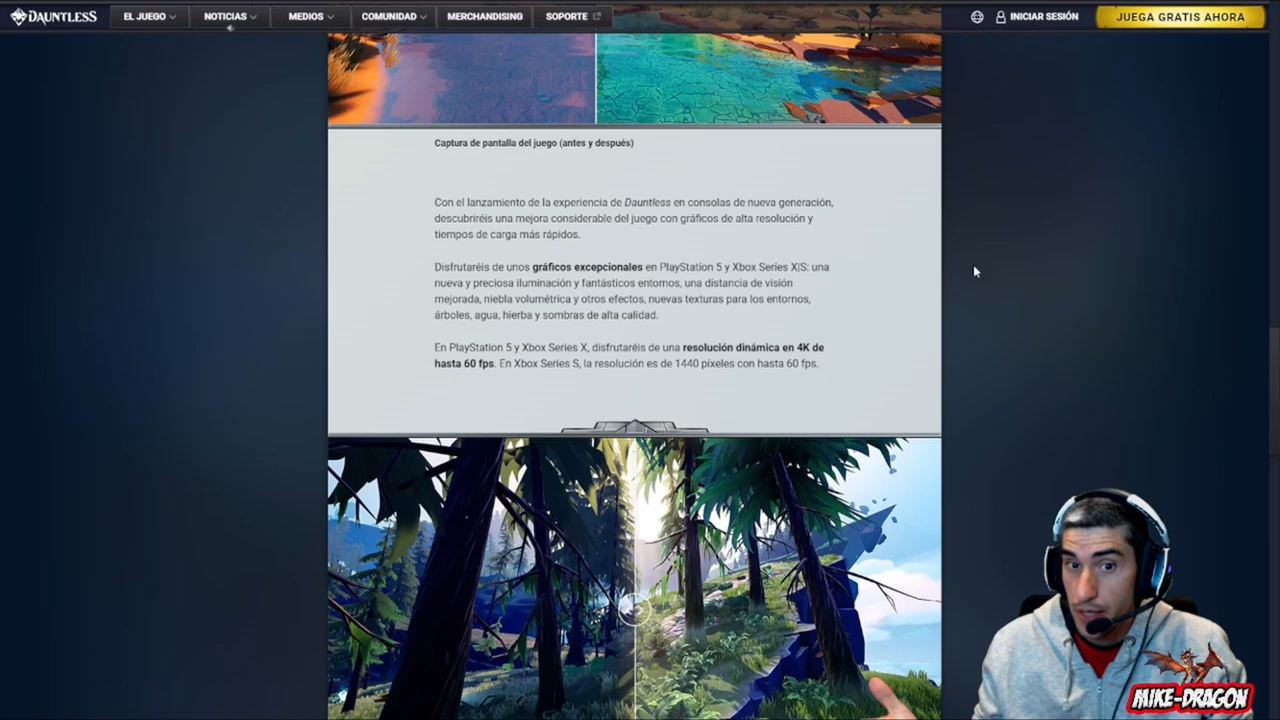 DAUNTLESS EL JUEGO NOTICIAS MEDIOS COMUNIDAD MERCHANDISING SOPORTE INICIAR SESIÓN JUEGA GRATIS AHORA
Captura de pantalla del juego (antes y después)
Con el lanzamiento de la experiencia de Dauntless en consolas de nueva generación,
descubriréis una mejora considerable del juego con gráficos de alta resolución y
tiempos de carga más rápidos.
Disfrutaréis de unos gráficos excepcionales en PlayStation 5 y Xbox Series X|S: una
nueva y preciosa iluminación y fantásticos entornos, una distancia de visión
mejorada, niebla volumétrica y otros efectos, nuevas texturas para los entornos,
árboles, agua, hierba y sombras de alta calidad.
En PlayStation 5 y Xbox Series X, disfrutaréis de una resolución dinámica en 4K de
hasta 60 fps. En Xbox Series S, la resolución es de 1440 píxeles con hasta 60 fps.
MIKE-DRAGON